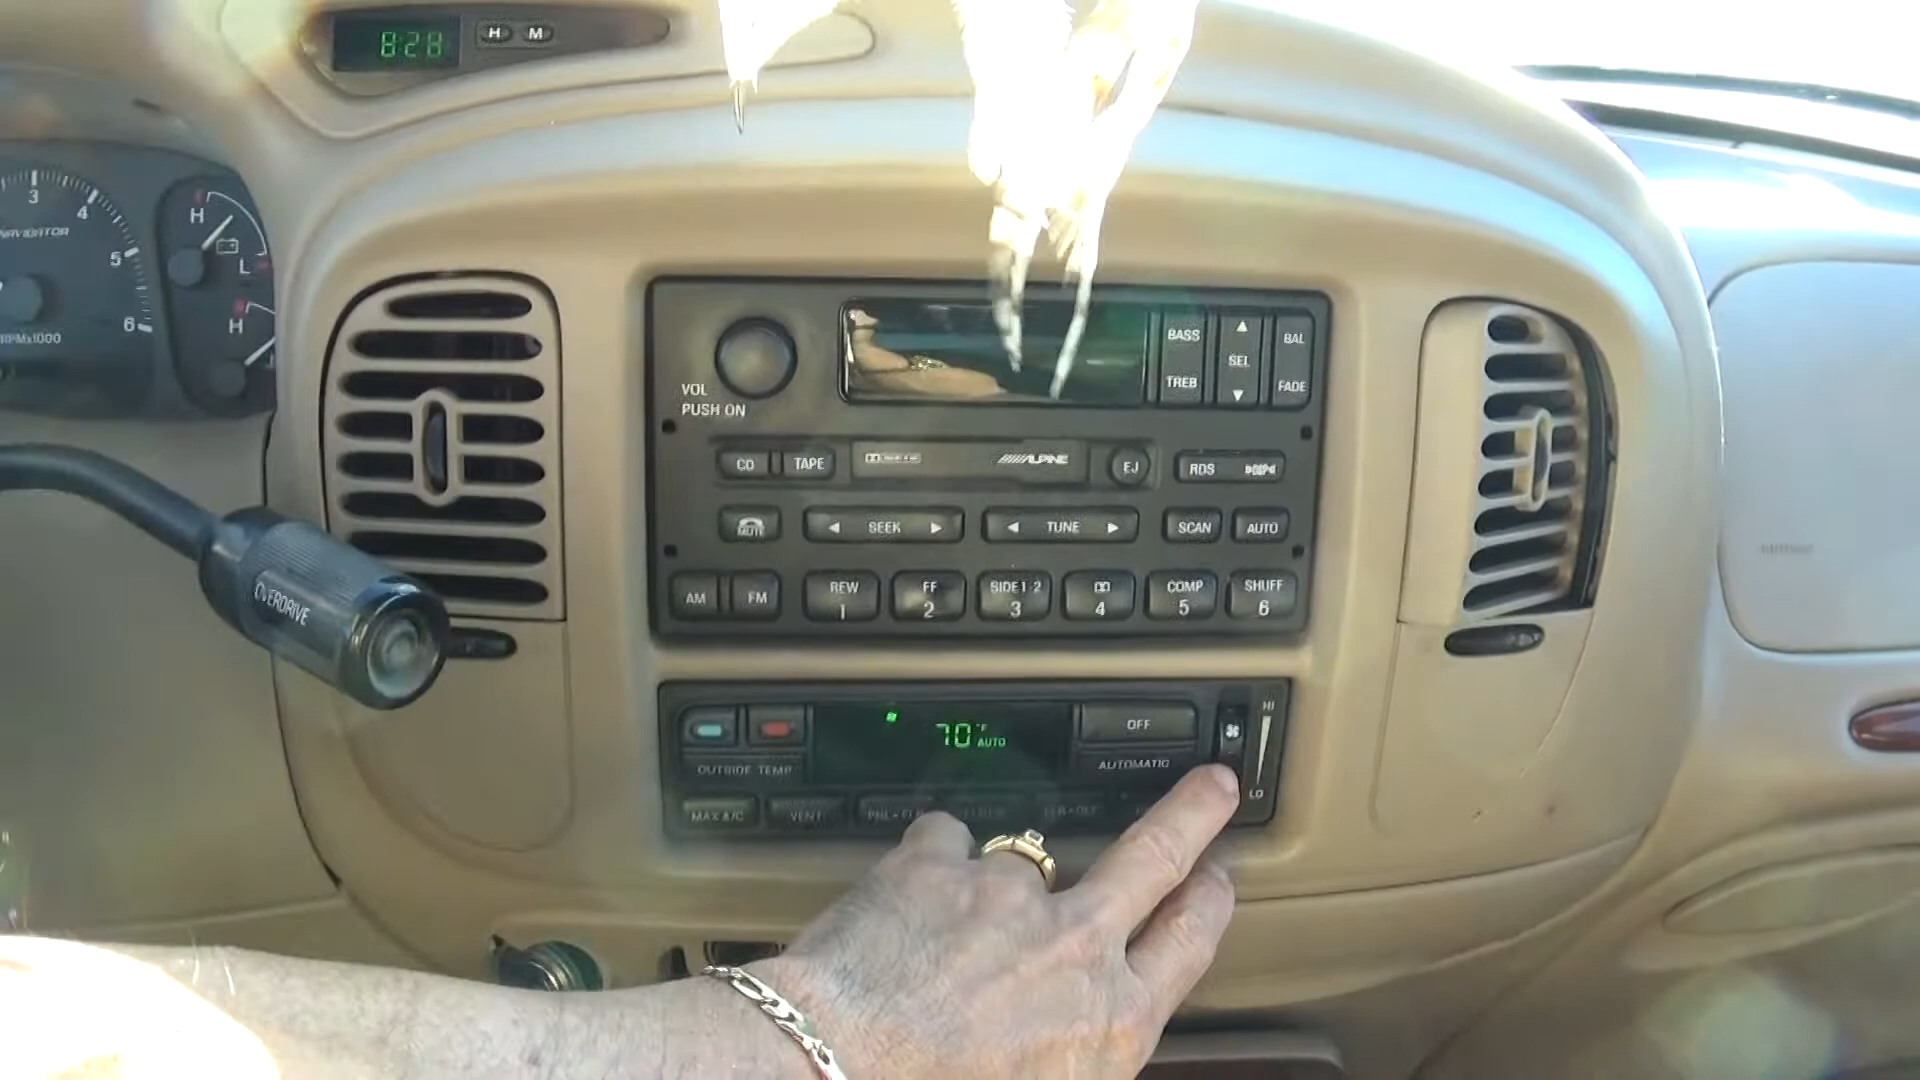 8:28 H M
3
4
5
6
NAVIGATOR
RPMx1000
H
L
H
VOL
PUSH ON
BASS
TREB
SEL
BAL
FADE
CD TAPE ALPINE EJ RDS
MUTE SEEK TUNE SCAN AUTO
AM FM
REW
1
FF
2
SIDE 1-2
3
4
COMP
5
SHUFF
6
OVERDRIVE
70°F AUTO
OFF
HI
OUTSIDE TEMP
AUTOMATIC
LO
MAX A/C VENT